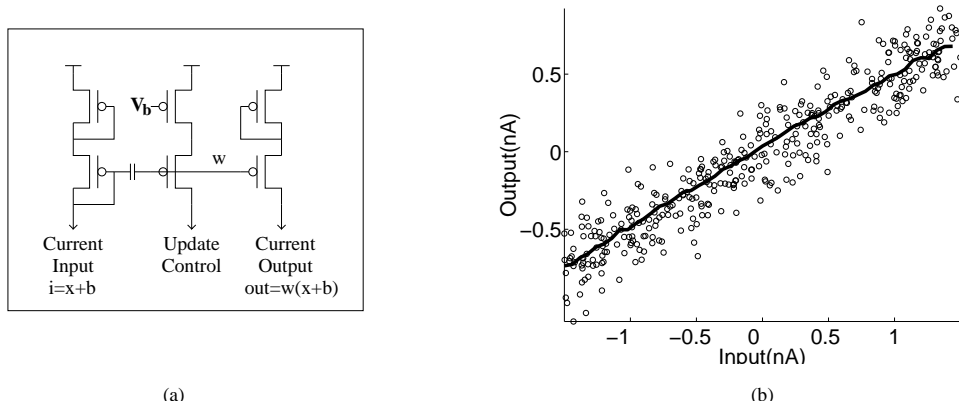 V_b
w
Current Input i=x+b
Update Control
Current Output out=w(x+b)
(a)
Output(nA)
0.5
0
−0.5
−1
−0.5
0
0.5
1
Input(nA)
(b)